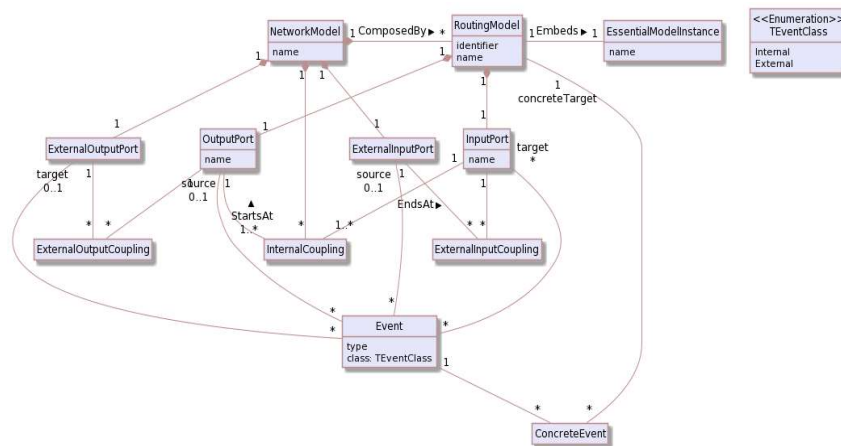 NetworkModel
name
1
ComposedBy ▶
*
RoutingModel
identifier
name
1
Embeds ▶
1
EssentialModelInstance
name
<<Enumeration>>
TEventClass
Internal
External
1
1
1
1
1
1
concreteTarget
1
ExternalOutputPort
1
OutputPort
name
1
ExternalInputPort
1
InputPort
name
target
*
target
0..1
1
1
source
0..1
1
▲
StartsAt
1..*
source
0..1
1
1
1
EndsAt ▶
1..*
*
*
*
*
*
ExternalOutputCoupling
InternalCoupling
ExternalInputCoupling
*
*
*
*
Event
type
class: TEventClass
1
*
*
ConcreteEvent